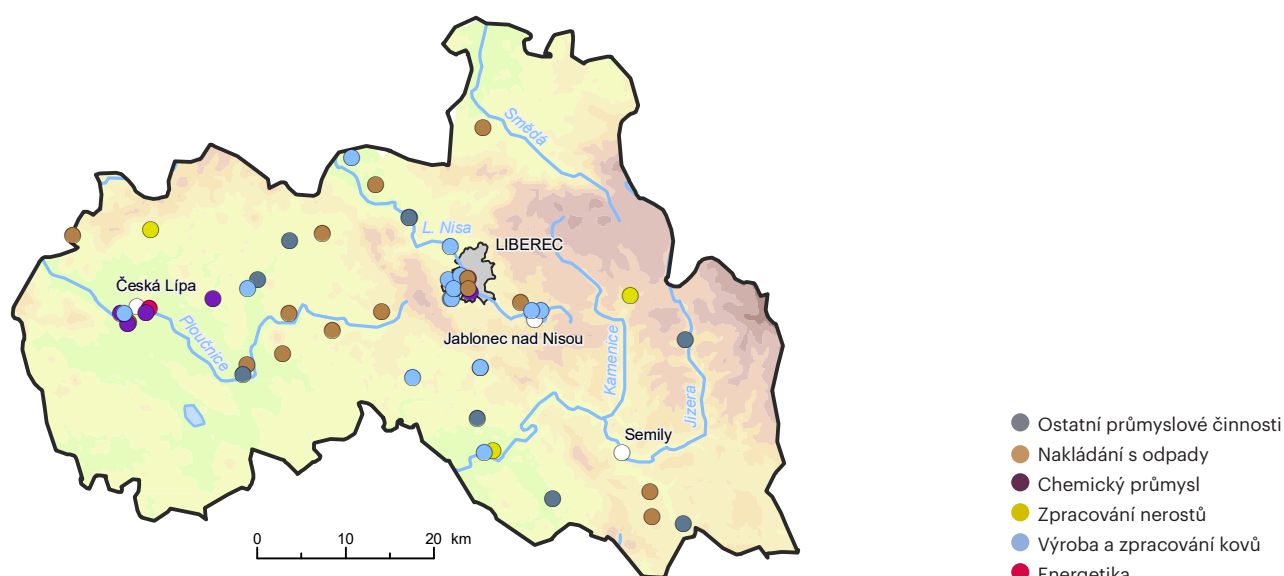 Smědá
L. Nisa
LIBEREC
Česká Lípa
Ploučnice
Jablonec nad Nisou
Kamenice
Jizera
Semily
0 10 20 km
Ostatní průmyslové činnosti
Nakládání s odpady
Chemický průmysl
Zpracování nerostů
Výroba a zpracování kovů
Energetika